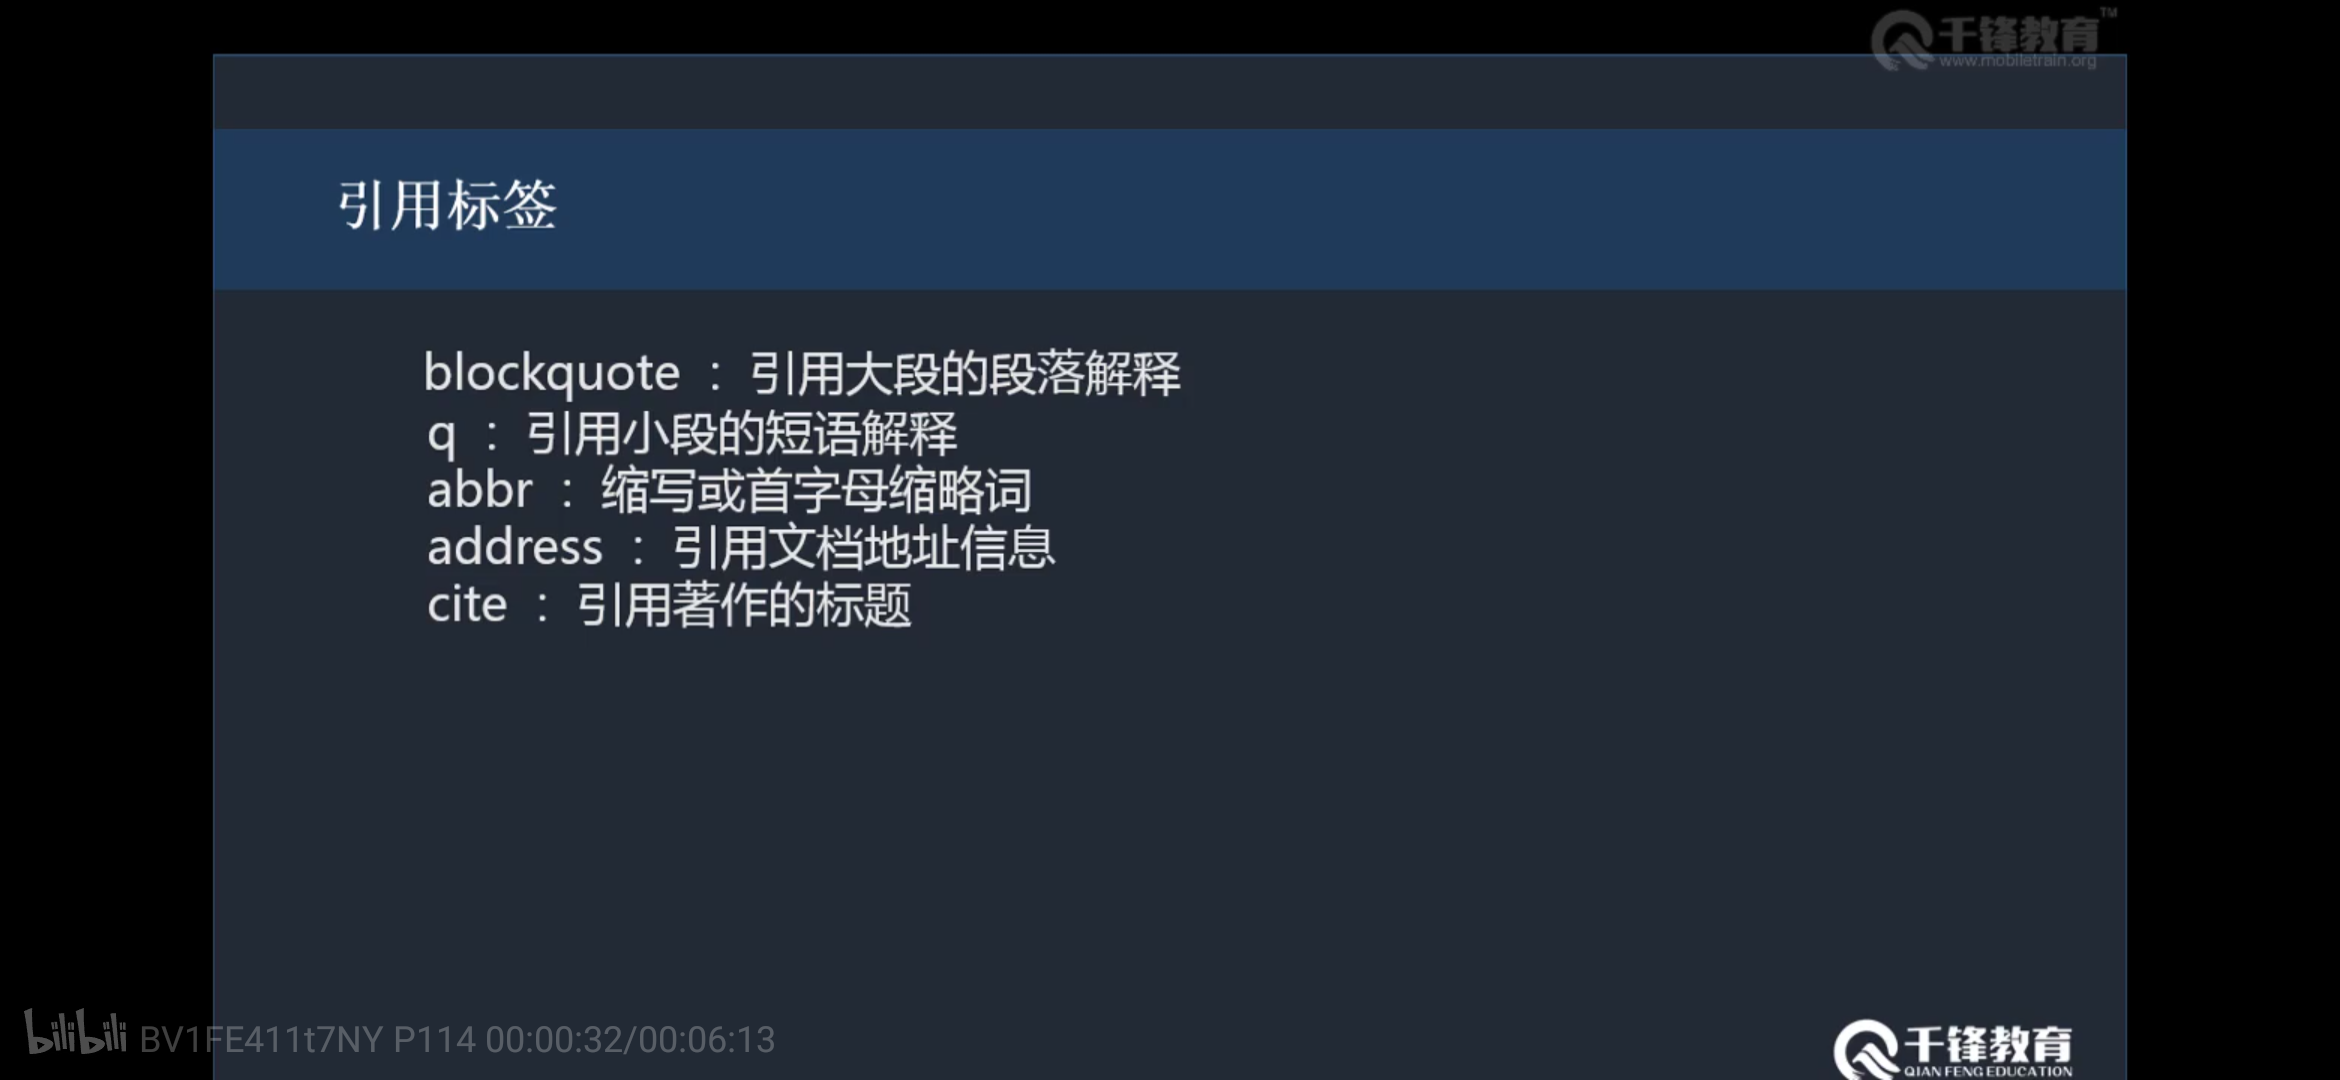 千锋教育™
www.mobiletrain.org
引用标签
blockquote : 引用大段的段落解释
q : 引用小段的短语解释
abbr : 缩写或首字母缩略词
address : 引用文档地址信息
cite : 引用著作的标题
bilibili BV1FE411t7NY P114 00:00:32/00:06:13
千锋教育
QIAN FENG EDUCATION